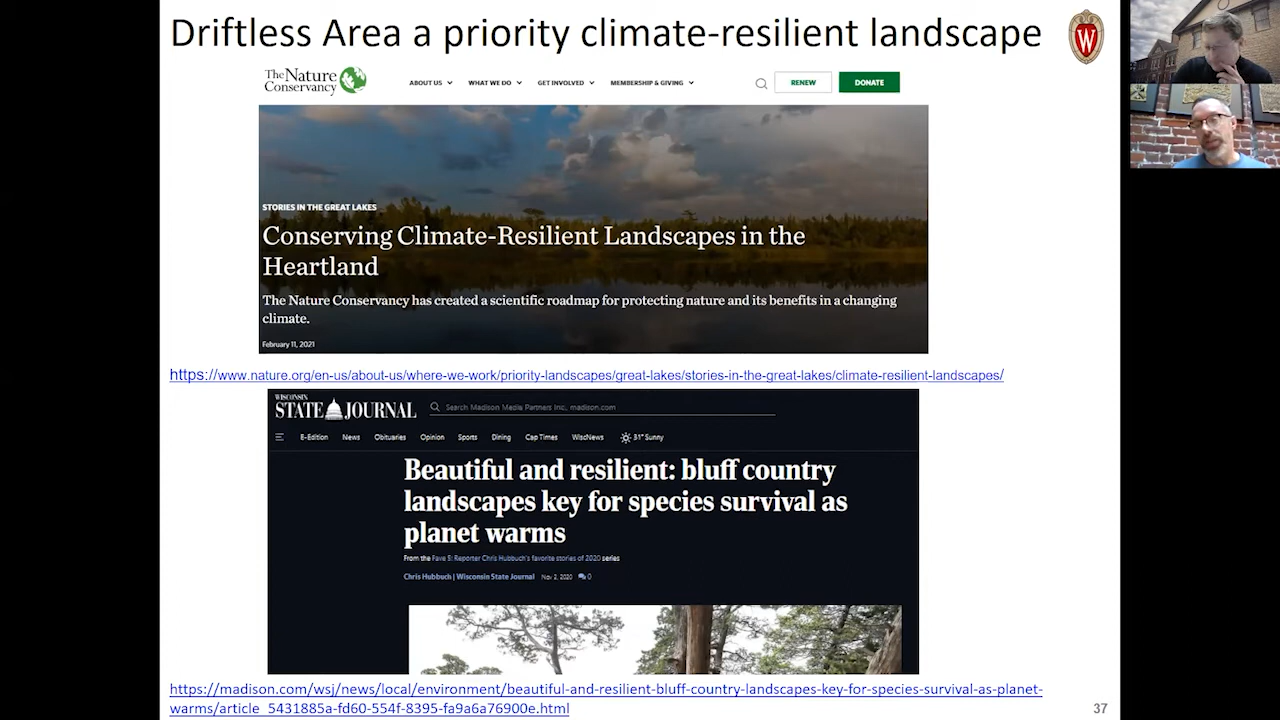 Driftless Area a priority climate-resilient landscape
W
The Nature Conservancy
ABOUT US WHAT WE DO GET INVOLVED MEMBERSHIP & GIVING RENEW DONATE
STORIES IN THE GREAT LAKES
Conserving Climate-Resilient Landscapes in the
Heartland
The Nature Conservancy has created a scientific roadmap for protecting nature and its benefits in a changing
climate.
February 11, 2021
https://www.nature.org/en-us/about-us/where-we-work/priority-landscapes/great-lakes/stories-in-the-great-lakes/climate-resilient-landscapes/
WISCONSIN
STATE JOURNAL
Search Madison Media Partners Inc., madison.com
E-Edition News Obituaries Opinion Sports Dining Cap Times WiscNews 31° Sunny
Beautiful and resilient: bluff country
landscapes key for species survival as
planet warms
From the Fave 5: Reporter Chris Hubbuch's favorite stories of 2020 series
Chris Hubbuch | Wisconsin State Journal Nov 2, 2020 0
https://madison.com/wsj/news/local/environment/beautiful-and-resilient-bluff-country-landscapes-key-for-species-survival-as-planet-
warms/article_5431885a-fd60-554f-8395-fa9a6a76900e.html
37